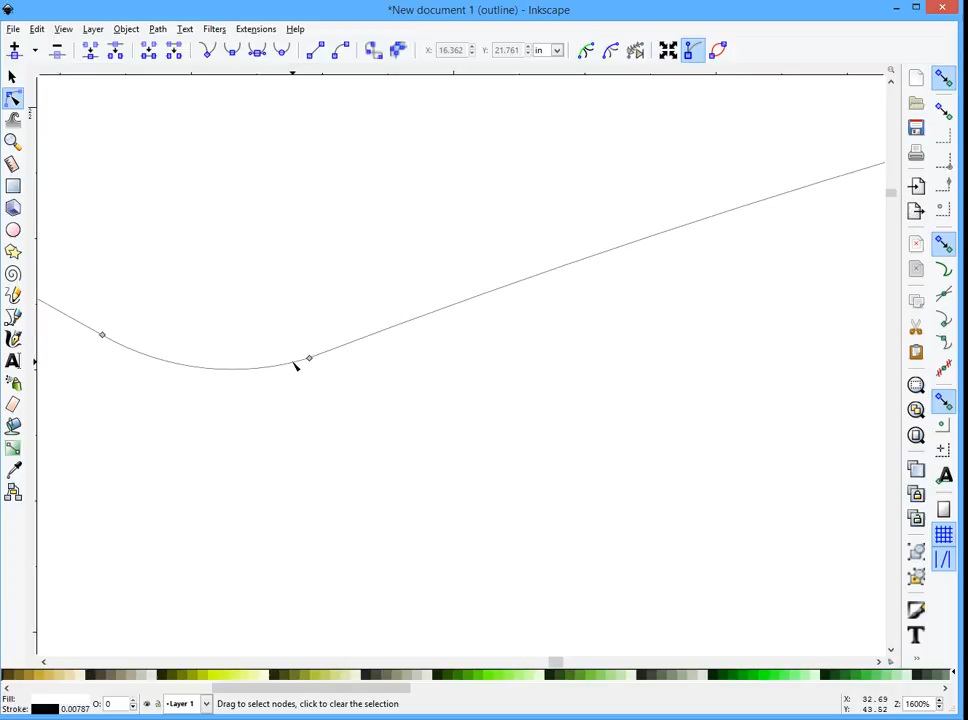 *New document 1 (outline) - Inkscape
File Edit View Layer Object Path Text Filters Extensions Help
X: 16.362 Y: 21.761 in
Fill:
Stroke: 0.00787 O: 0 •Layer 1 Drag to select nodes, click to clear the selection X: 32.69 Y: 43.52 Z: 1600%